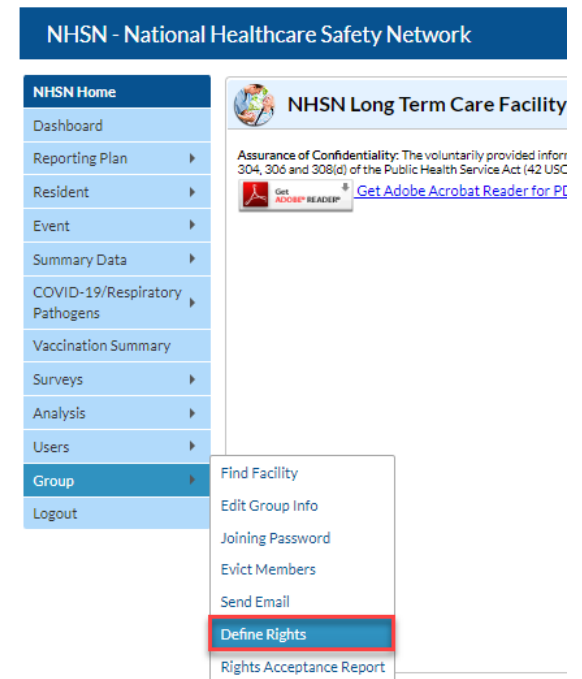 NHSN - National Healthcare Safety Network
NHSN Home
Dashboard
Reporting Plan
Resident
Event
Summary Data
COVID-19/Respiratory
Pathogens
Vaccination Summary
Surveys
Analysis
Users
Group
Logout
NHSN Long Term Care Facility
Assurance of Confidentiality: The voluntarily provided infor
304, 306 and 308(d) of the Public Health Service Act (42 USC
Get
ADOBE® READER®
Get Adobe Acrobat Reader for PD
Find Facility
Edit Group Info
Joining Password
Evict Members
Send Email
Define Rights
Rights Acceptance Report